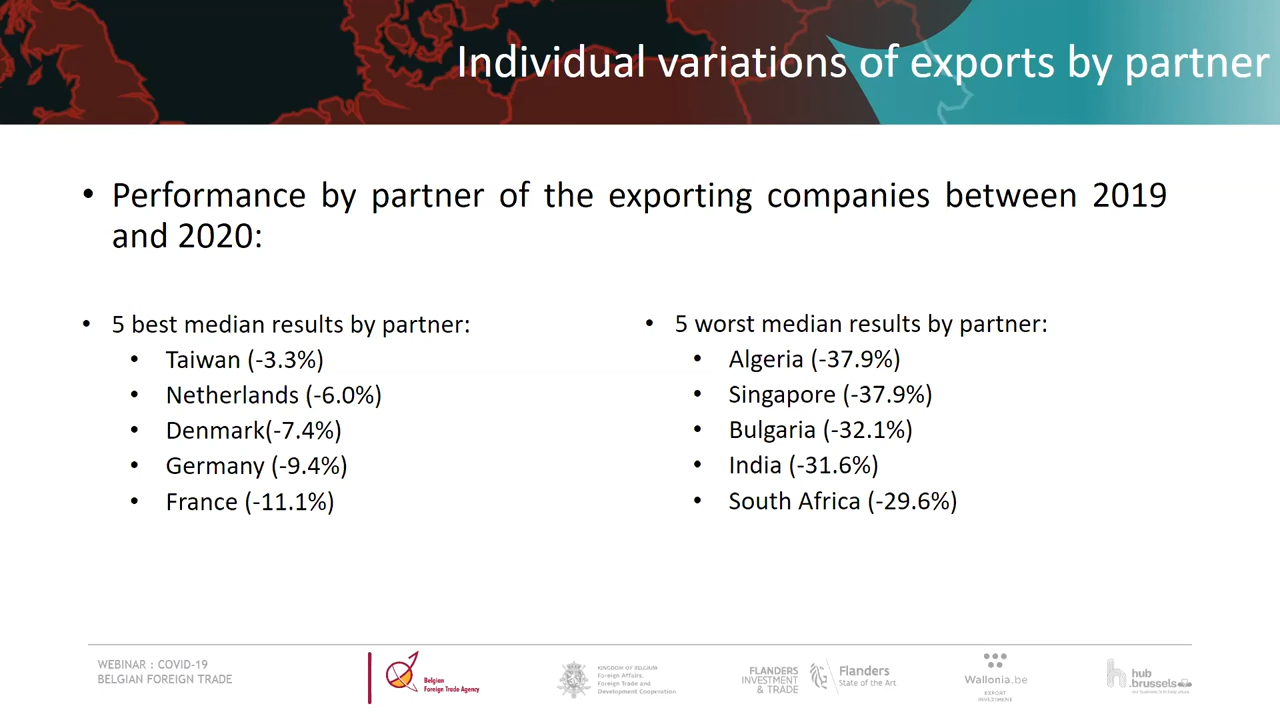 Individual variations of exports by partner
• Performance by partner of the exporting companies between 2019
and 2020:
• 5 best median results by partner:
• Taiwan (-3.3%)
• Netherlands (-6.0%)
• Denmark(-7.4%)
• Germany (-9.4%)
• France (-11.1%)
• 5 worst median results by partner:
• Algeria (-37.9%)
• Singapore (-37.9%)
• Bulgaria (-32.1%)
• India (-31.6%)
• South Africa (-29.6%)
WEBINAR : COVID-19
BELGIAN FOREIGN TRADE
Belgian
Foreign Trade Agency
KINGDOM OF BELGIUM
Foreign Affairs,
Foreign Trade and
Development Cooperation
FLANDERS
INVESTMENT
& TRADE
Flanders
State of the Art
Wallonia.be
EXPORT
INVESTMENT
hub
.brussels